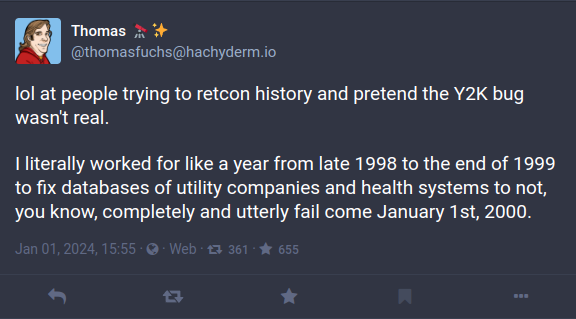 Thomas 🔭 ✨
@thomasfuchs@hachyderm.io
lol at people trying to retcon history and pretend the Y2K bug
wasn't real.
I literally worked for like a year from late 1998 to the end of 1999
to fix databases of utility companies and health systems to not,
you know, completely and utterly fail come January 1st, 2000.
Jan 01, 2024, 15:55 · Web · 361 · 655